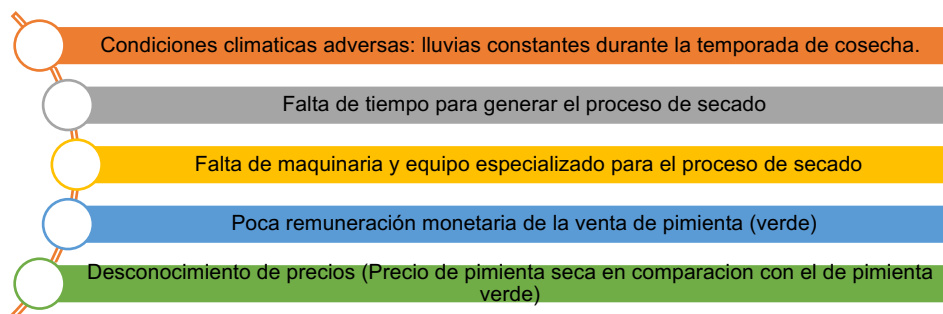 Condiciones climaticas adversas: lluvias constantes durante la temporada de cosecha.
Falta de tiempo para generar el proceso de secado
Falta de maquinaria y equipo especializado para el proceso de secado
Poca remuneración monetaria de la venta de pimienta (verde)
Desconocimiento de precios (Precio de pimienta seca en comparacion con el de pimienta
verde)